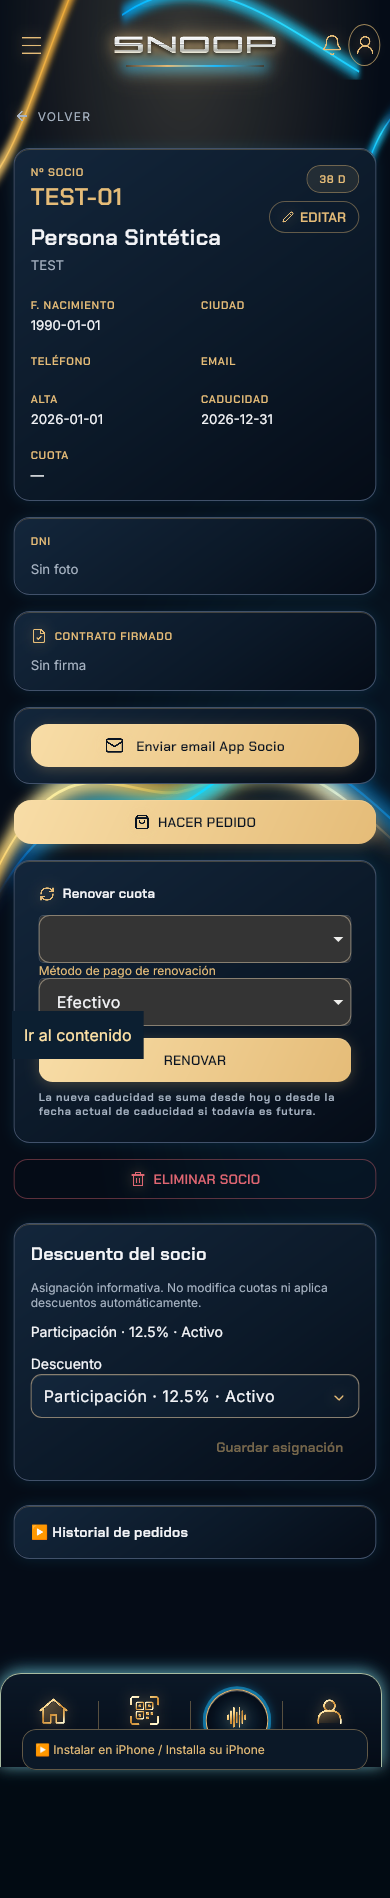 SNOOP
VOLVER
Nº SOCIO
TEST-01
38 D
EDITAR
Persona Sintética
TEST
F. NACIMIENTO
CIUDAD
1990-01-01
TELÉFONO
EMAIL
ALTA
CADUCIDAD
2026-01-01
2026-12-31
CUOTA
—
DNI
Sin foto
CONTRATO FIRMADO
Sin firma
Enviar email App Socio
HACER PEDIDO
Renovar cuota
Método de pago de renovación
Efectivo
Ir al contenido
RENOVAR
La nueva caducidad se suma desde hoy o desde la
fecha actual de caducidad si todavía es futura.
ELIMINAR SOCIO
Descuento del socio
Asignación informativa. No modifica cuotas ni aplica
descuentos automáticamente.
Participación · 12.5% · Activo
Descuento
Participación · 12.5% · Activo
Guardar asignación
Historial de pedidos
Instalar en iPhone / Installa su iPhone